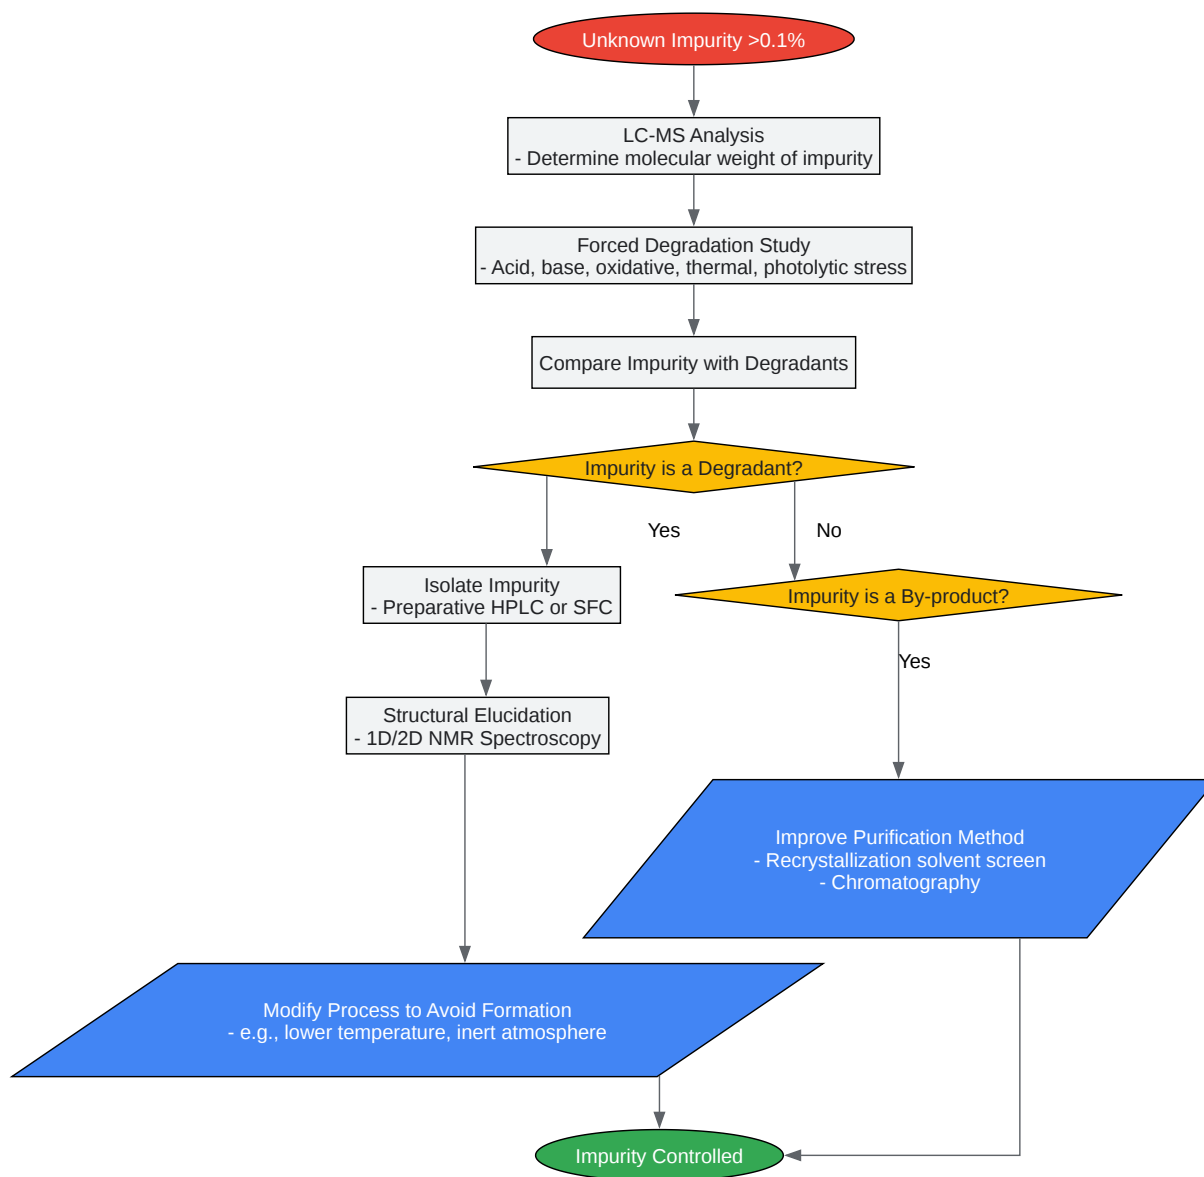 Unknown Impurity >0.1%
LC-MS Analysis
- Determine molecular weight of impurity
Forced Degradation Study
- Acid, base, oxidative, thermal, photolytic stress
Compare Impurity with Degradants
Impurity is a Degradant?
Yes
No
Isolate Impurity
- Preparative HPLC or SFC
Impurity is a By-product?
Yes
Structural Elucidation
- 1D/2D NMR Spectroscopy
Improve Purification Method
- Recrystallization solvent screen
- Chromatography
Modify Process to Avoid Formation
- e.g., lower temperature, inert atmosphere
Impurity Controlled